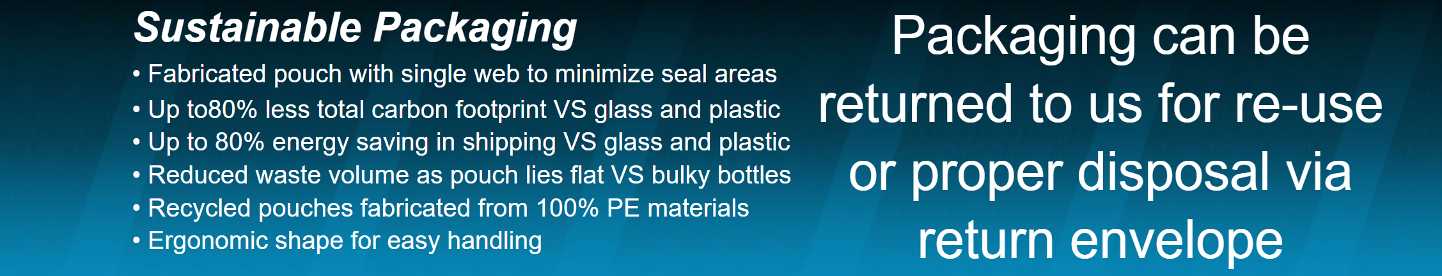 Sustainable Packaging
• Fabricated pouch with single web to minimize seal areas
• Up to80% less total carbon footprint VS glass and plastic
• Up to 80% energy saving in shipping VS glass and plastic
• Reduced waste volume as pouch lies flat VS bulky bottles
• Recycled pouches fabricated from 100% PE materials
• Ergonomic shape for easy handling
Packaging can be
returned to us for re-use
or proper disposal via
return envelope